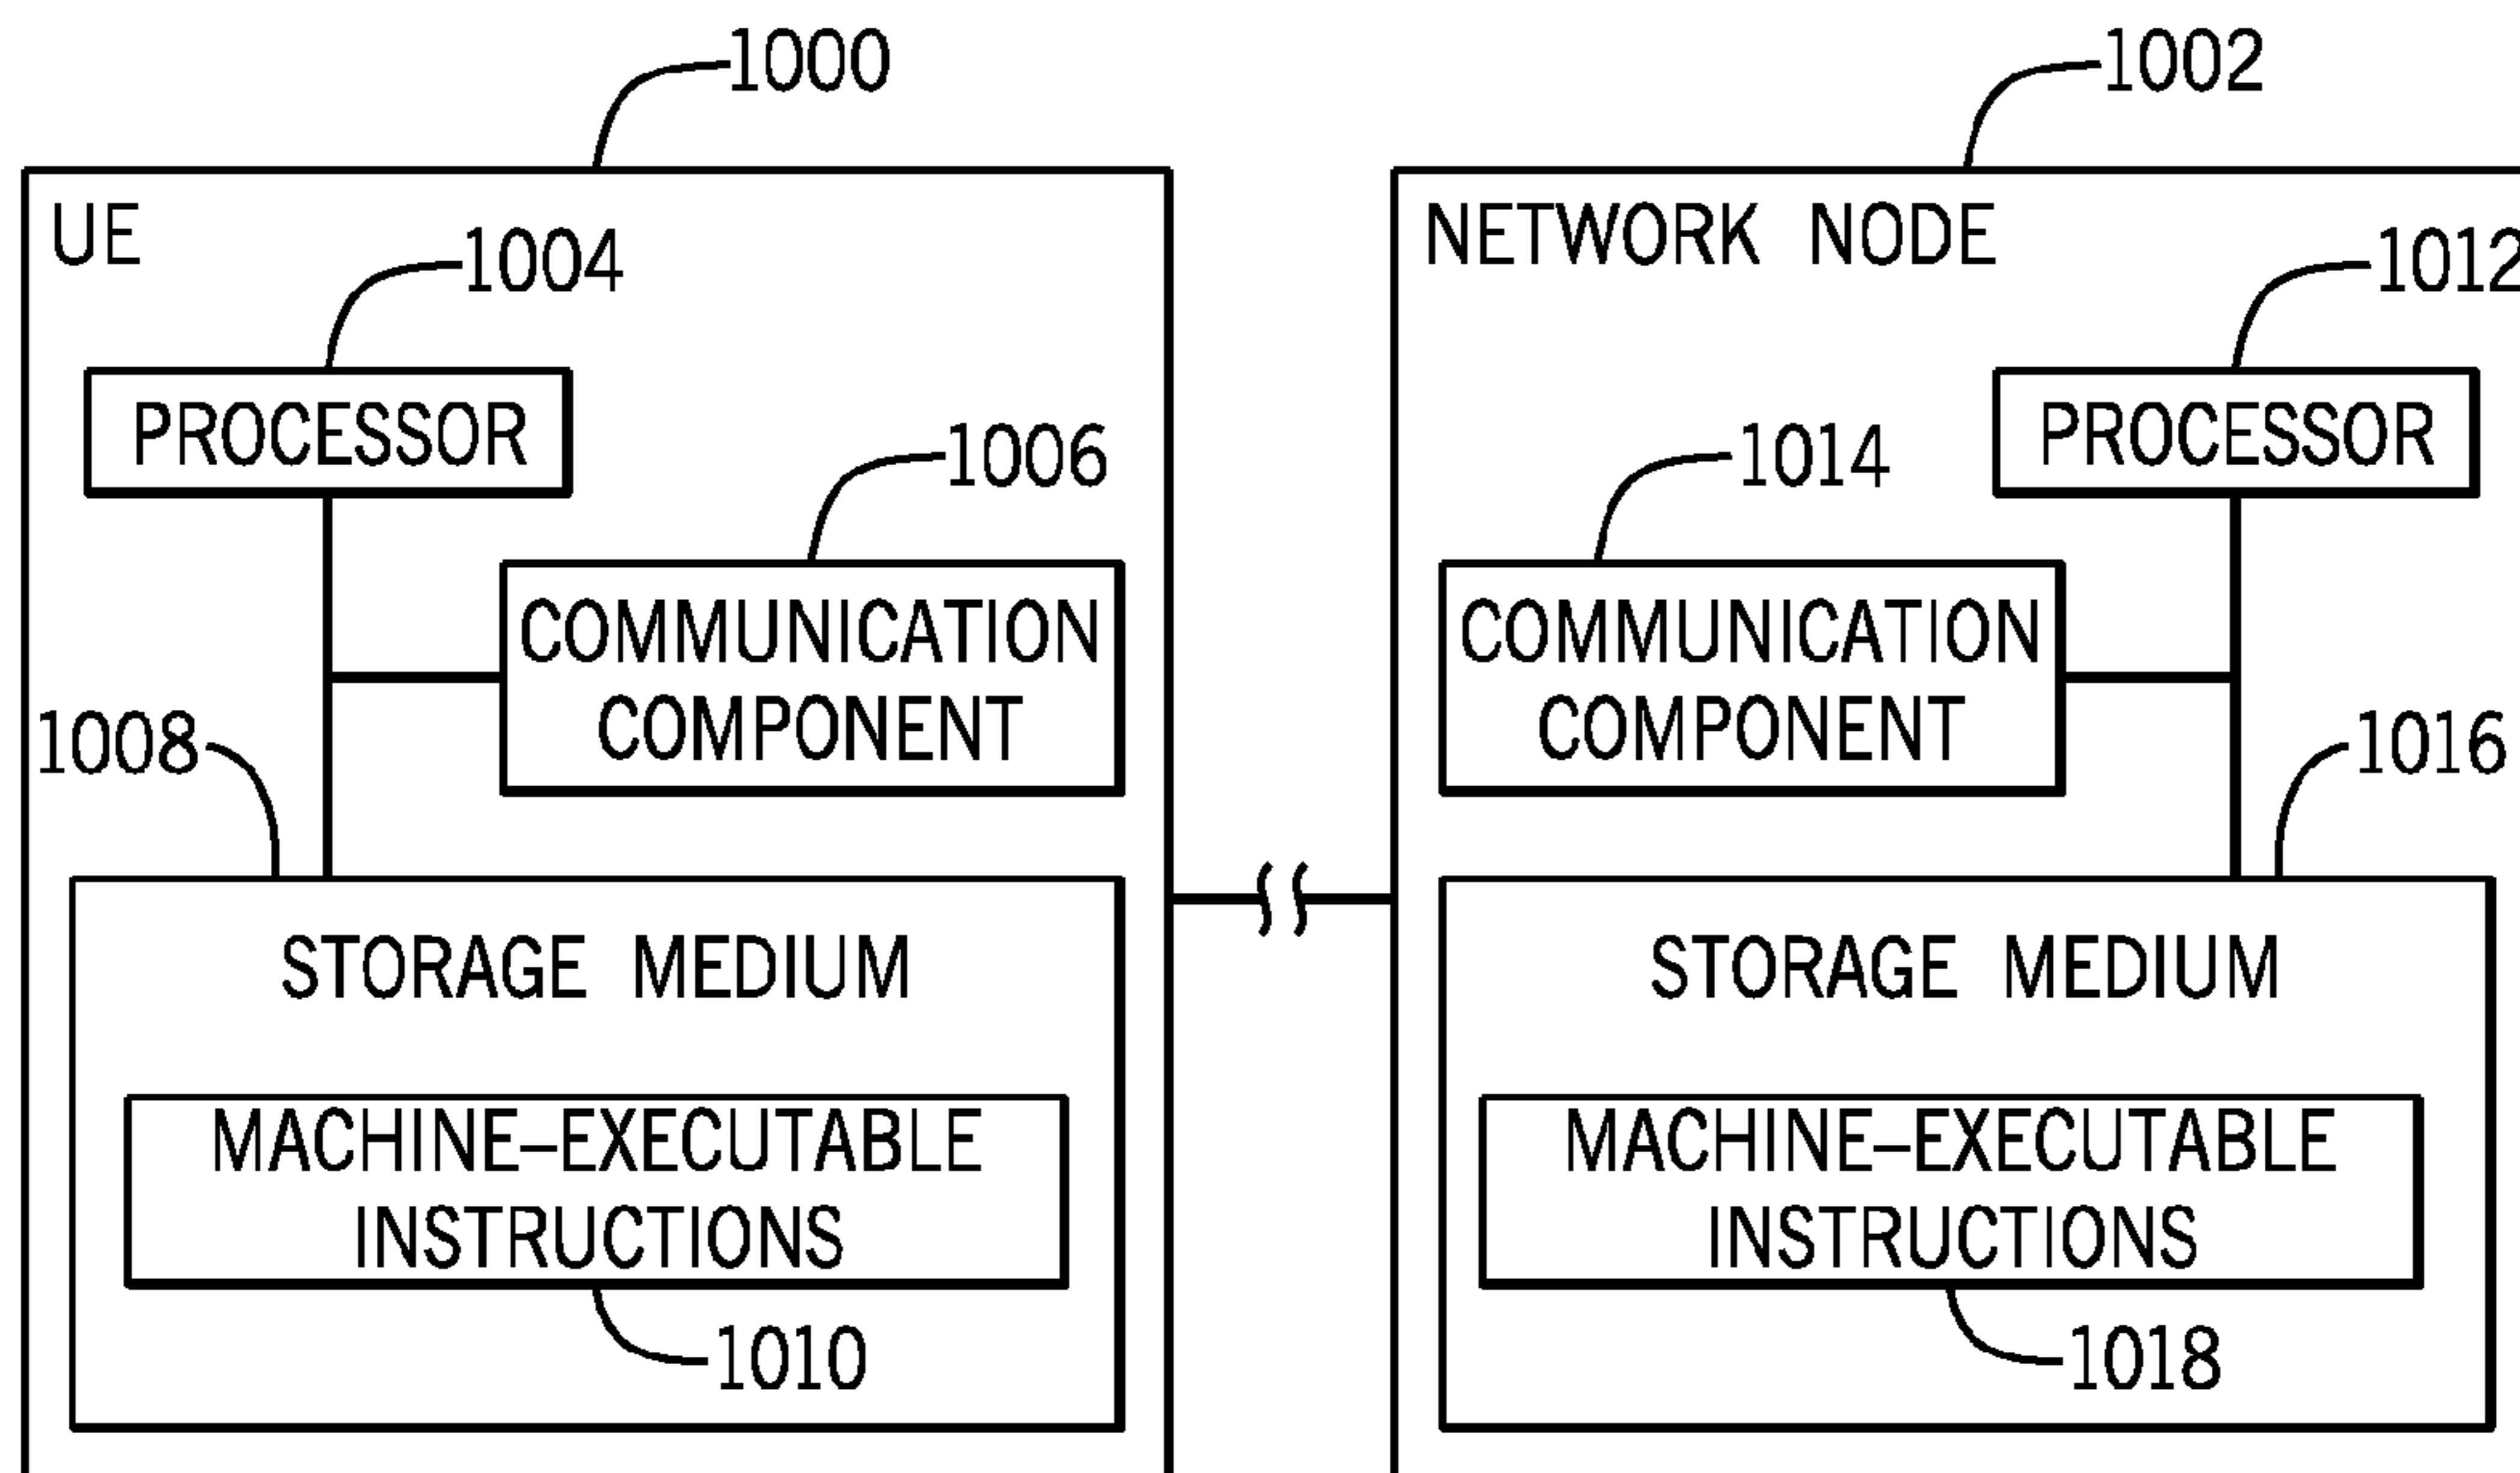 1000
1002
UE
NETWORK NODE
1004
1012
PROCESSOR
PROCESSOR
1006
1014
COMMUNICATION
COMPONENT
COMMUNICATION
COMPONENT
1008
1016
STORAGE MEDIUM
STORAGE MEDIUM
MACHINE–EXECUTABLE
INSTRUCTIONS
MACHINE–EXECUTABLE
INSTRUCTIONS
1010
1018